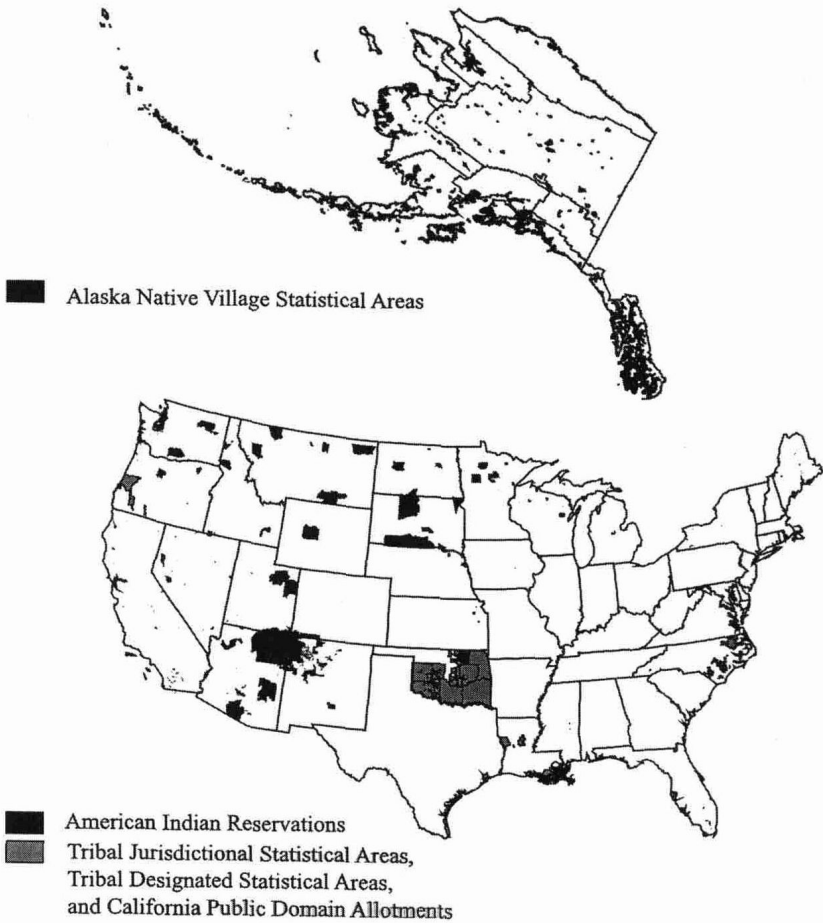 Alaska Native Village Statistical Areas
American Indian Reservations
Tribal Jurisdictional Statistical Areas,
Tribal Designated Statistical Areas,
and California Public Domain Allotments